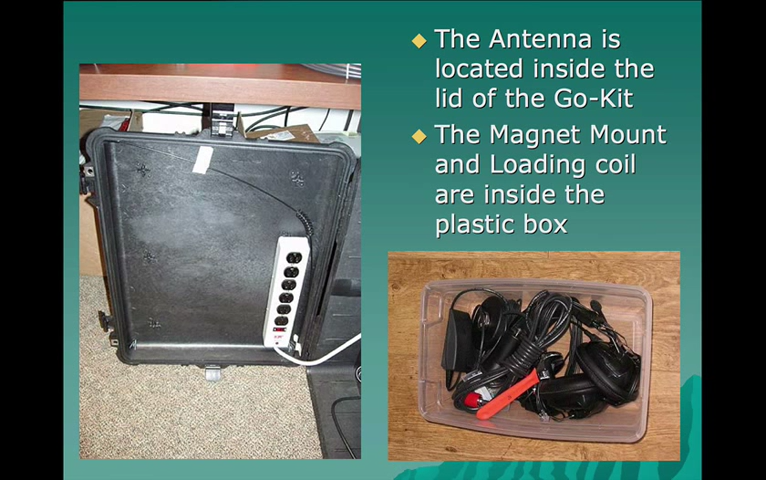 The Antenna is
located inside the
lid of the Go-Kit
The Magnet Mount
and Loading coil
are inside the
plastic box